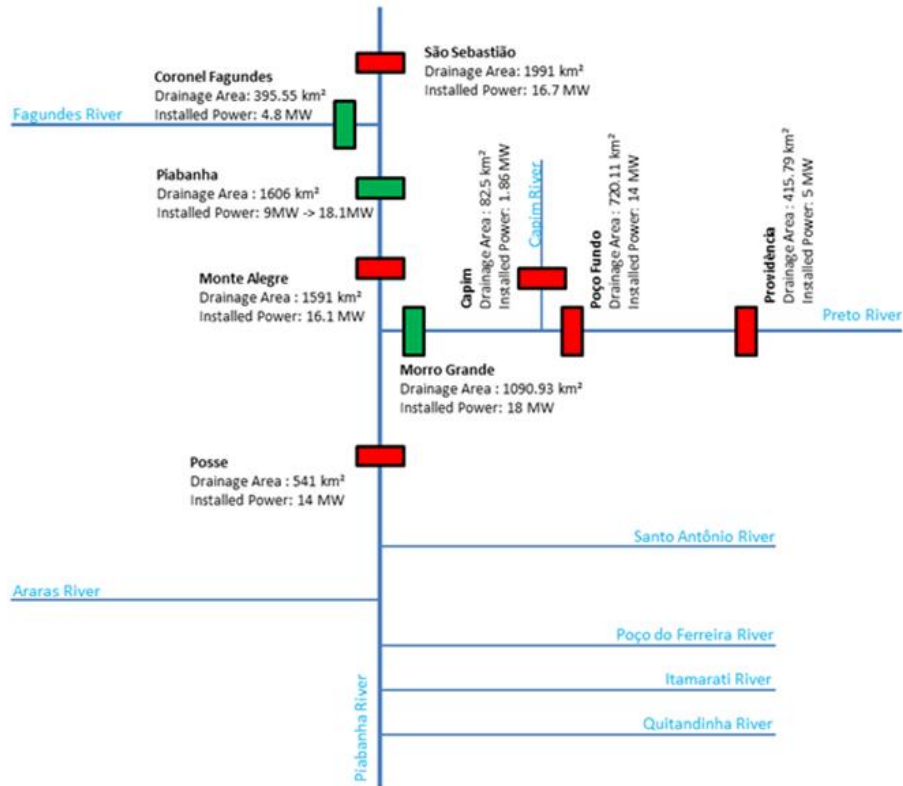 São Sebastião
Drainage Area: 1991 km²
Installed Power: 16.7 MW
Coronel Fagundes
Drainage Area: 395.55 km²
Installed Power: 4.8 MW
Fagundes River
Piabanha
Drainage Area : 1606 km²
Installed Power: 9MW -> 18.1MW
Monte Alegre
Drainage Area : 1591 km²
Installed Power: 16.1 MW
Capim
Drainage Area : 82.5 km²
Installed Power: 1.86 MW
Capim River
Poço Fundo
Drainage Area : 720.11 km²
Installed Power: 14 MW
Providência
Drainage Area : 415.79 km²
Installed Power: 5 MW
Preto River
Morro Grande
Drainage Area : 1090.93 km²
Installed Power: 18 MW
Posse
Drainage Area : 541 km²
Installed Power: 14 MW
Santo Antônio River
Araras River
Poço do Ferreira River
Itamarati River
Quitandinha River
Piabanha River